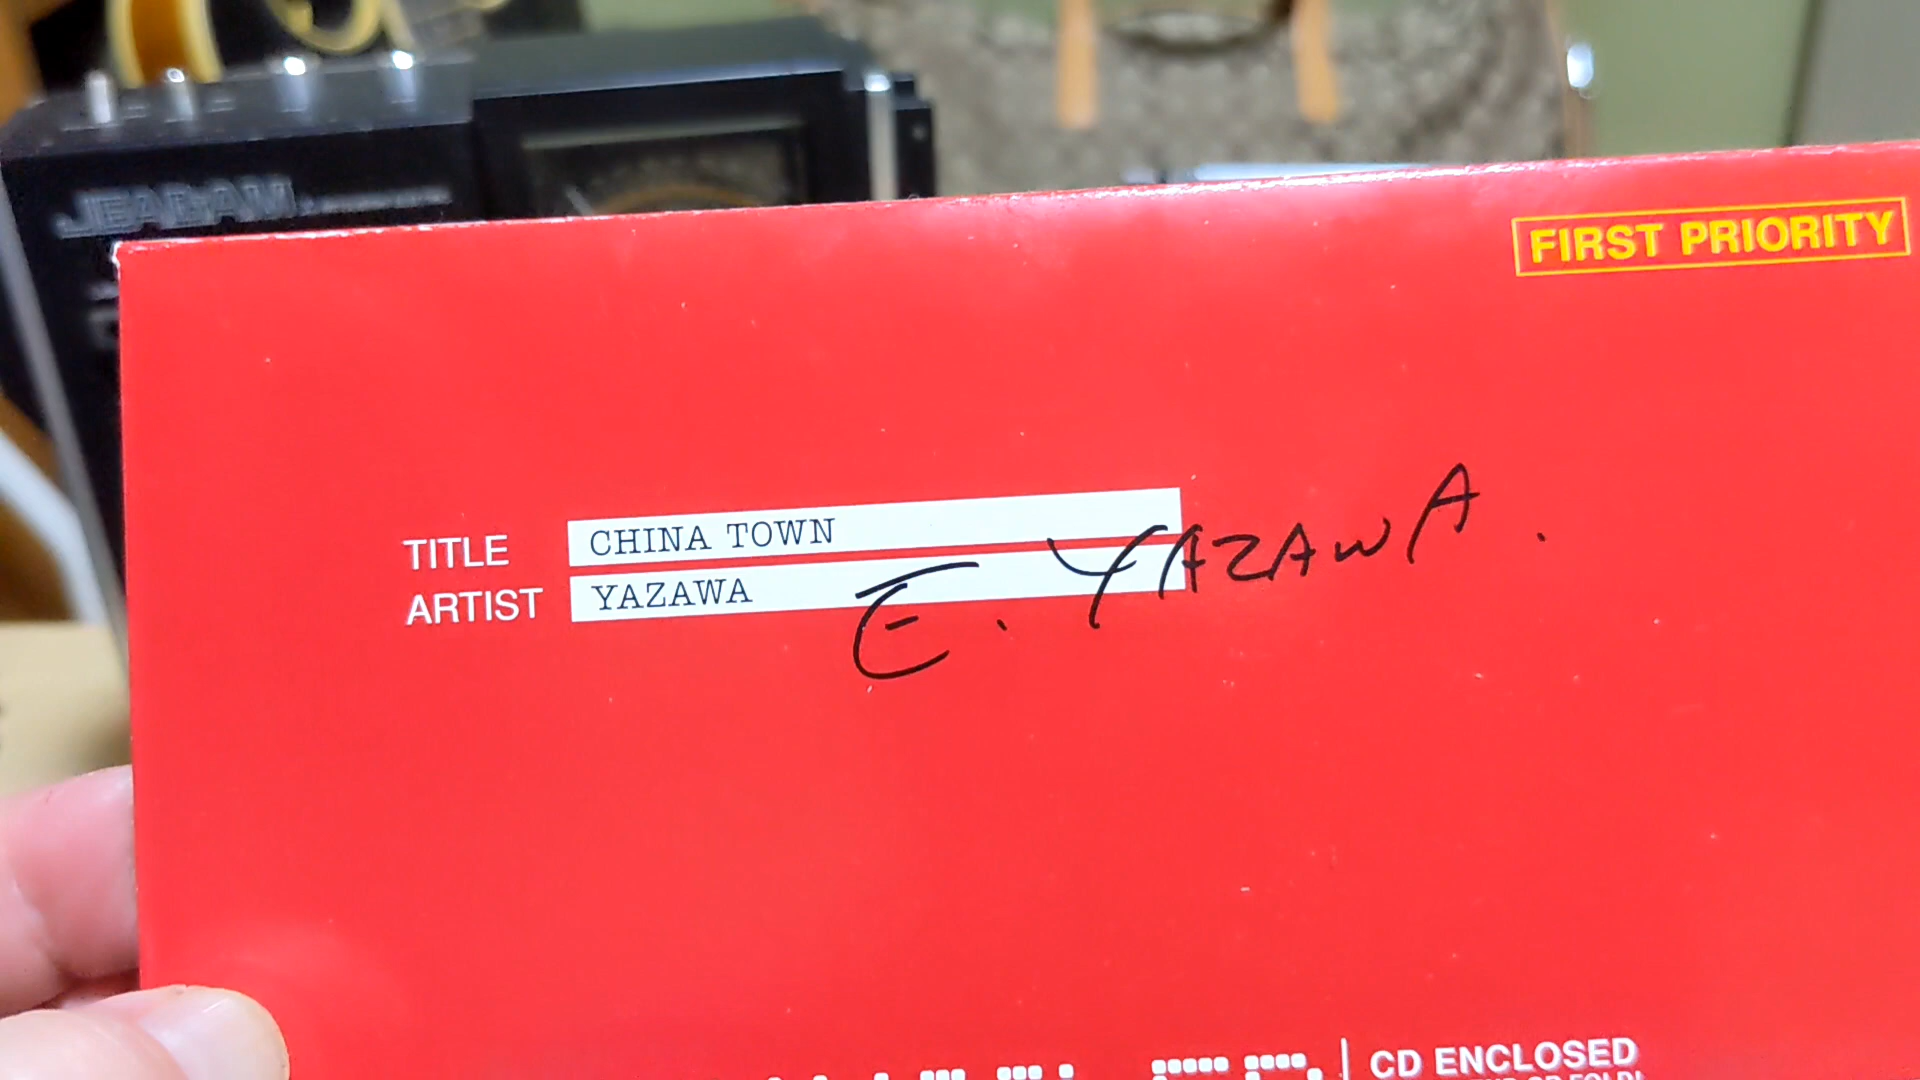 FIRST PRIORITY
TITLE CHINA TOWN
ARTIST YAZAWA
E. YAZAWA.
CD ENCLOSED